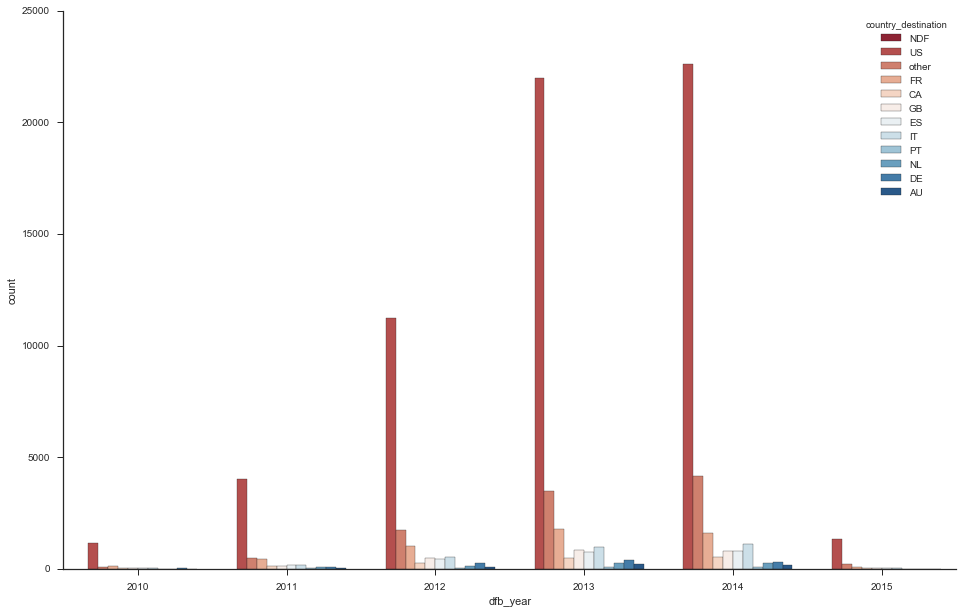 25000
20000
15000
10000
5000
0
count
2010 2011 2012 2013 2014 2015
dfb_year
country_destination
NDF
US
other
FR
CA
GB
ES
IT
PT
NL
DE
AU